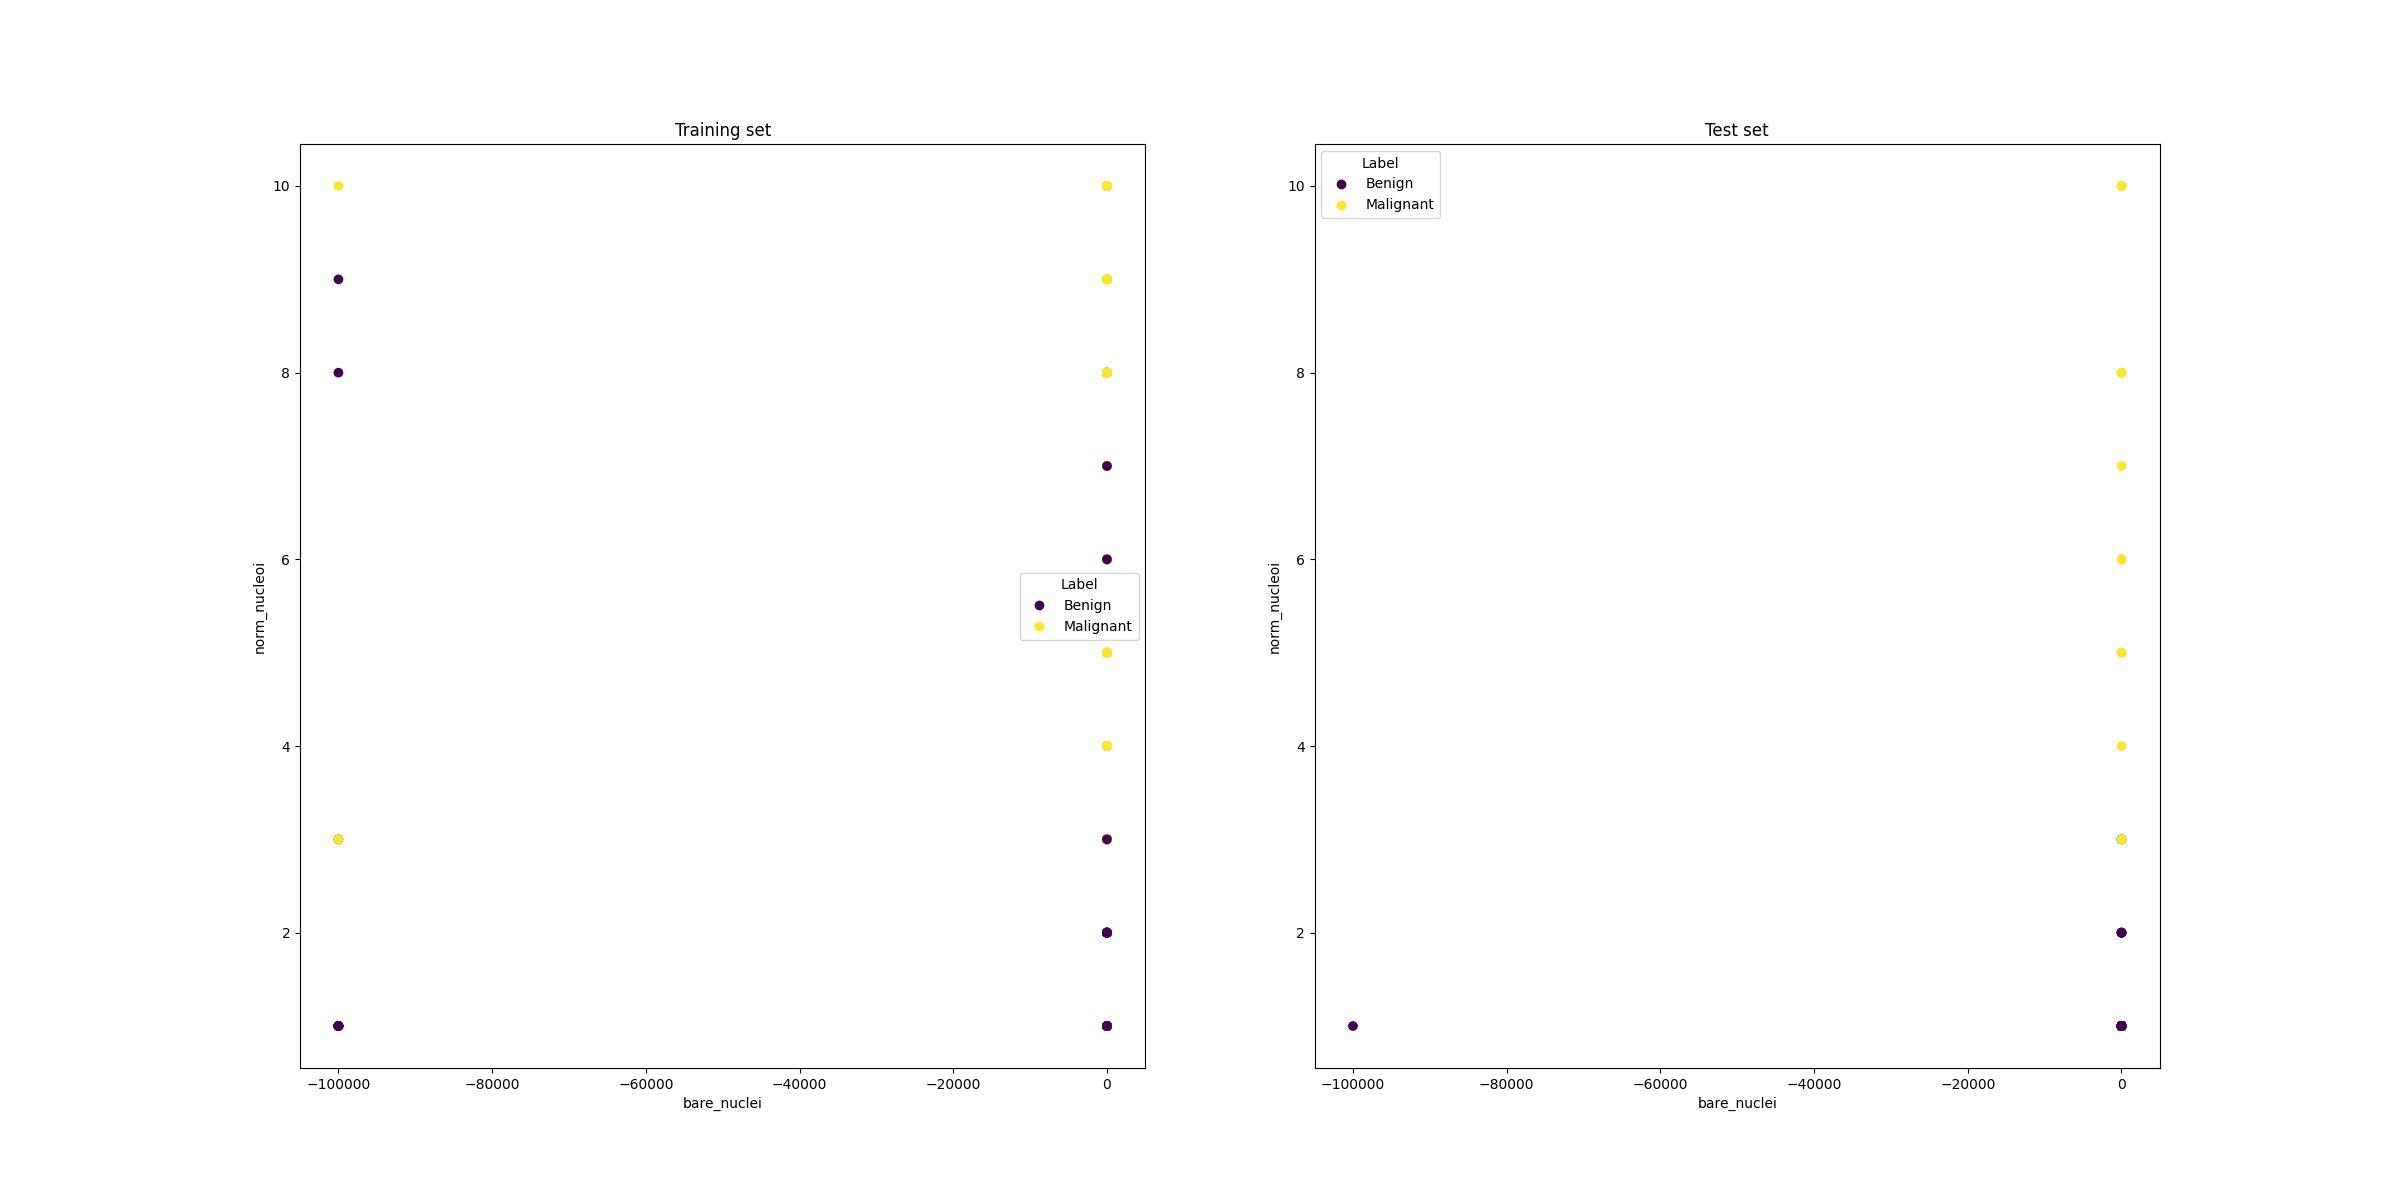 Training set
10
8
6
4
2
norm_nucleoi
Label
Benign
Malignant
−100000 −80000 −60000 −40000 −20000 0
bare_nuclei
Test set
Label
Benign
Malignant
10
8
6
4
2
norm_nucleoi
−100000 −80000 −60000 −40000 −20000 0
bare_nuclei